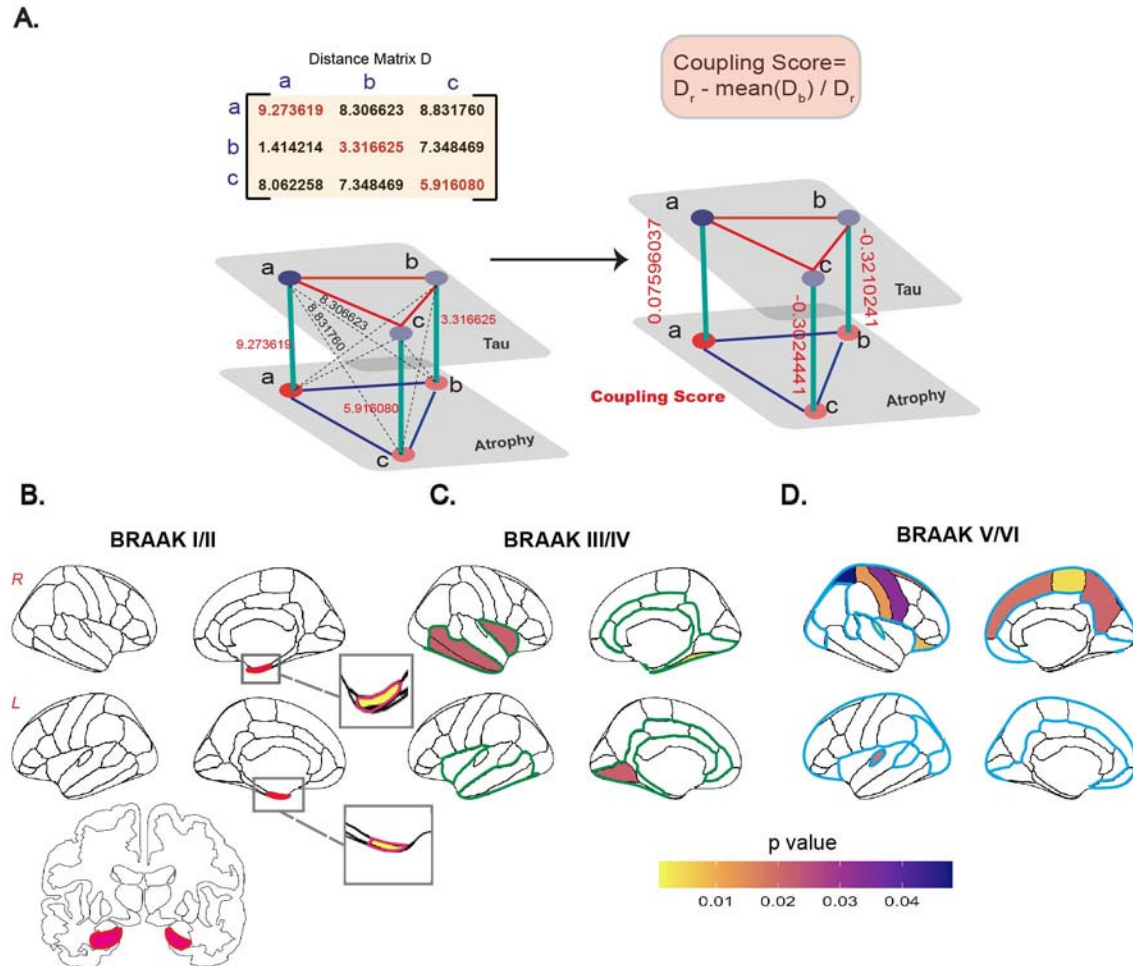 A.
Distance Matrix D
a b c
a 9.273619 8.306623 8.831760
b 1.414214 3.316625 7.348469
c 8.062258 7.348469 5.916080
Coupling Score=
D_r - mean(D_b) / D_r
a b
c
8.306623
8.831760
9.273619
3.316625
Tau
a b
5.916080
c
Atrophy
a b
c
0.07596037
-0.3210241
-0.3024441
Tau
a b
c
Coupling Score
Atrophy
B.
BRAAK I/II
C.
BRAAK III/IV
D.
BRAAK V/VI
R
L
p value
0.01 0.02 0.03 0.04